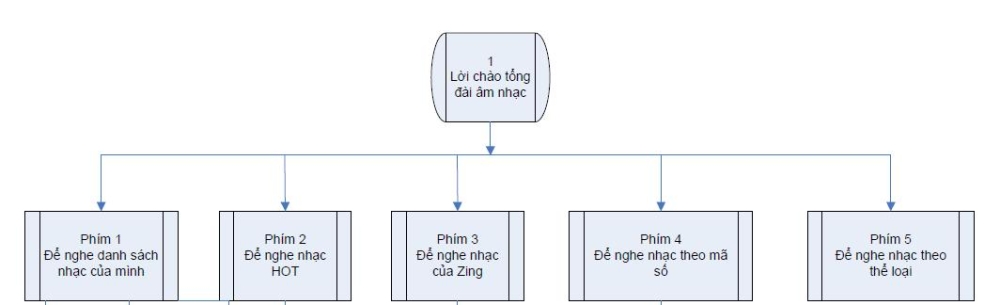 1
Lời chào tổng
đài âm nhạc
Phím 1
Để nghe danh sách
nhạc của mình
Phím 2
Để nghe nhạc
HOT
Phím 3
Để nghe nhạc
của Zing
Phím 4
Để nghe nhạc theo mã
số
Phím 5
Để nghe nhạc theo
thể loại